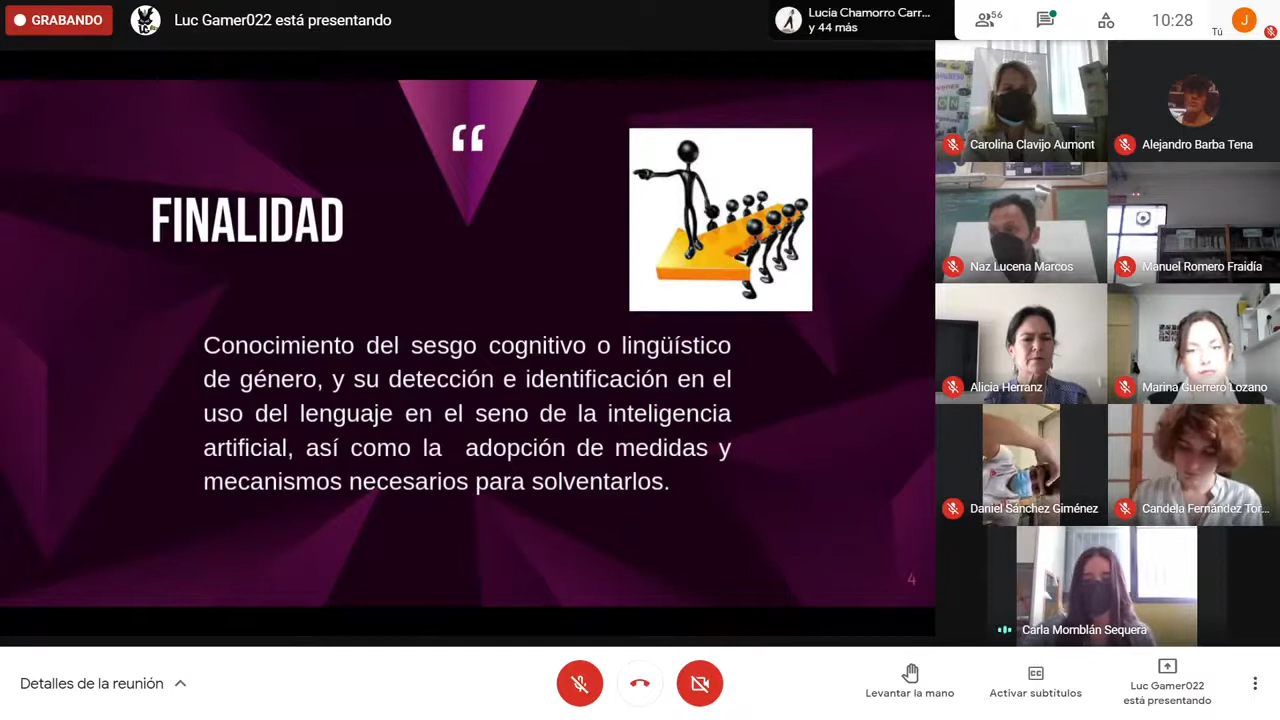 GRABANDO
Luc Gamer022 está presentando
Lucía Chamorro Carr...
y 44 más
56
10:28
Tú
J
“
FINALIDAD
Conocimiento del sesgo cognitivo o lingüístico
de género, y su detección e identificación en el
uso del lenguaje en el seno de la inteligencia
artificial, así como la adopción de medidas y
mecanismos necesarios para solventarlos.
4
Carolina Clavijo Aumont
Alejandro Barba Tena
Naz Lucena Marcos
Manuel Romero Fraidía
Alicia Herranz
Marina Guerrero Lozano
Daniel Sánchez Giménez
Candela Fernández Tor...
Carla Momblán Sequera
Detalles de la reunión
Levantar la mano
CC
Activar subtítulos
Luc Gamer022
está presentando